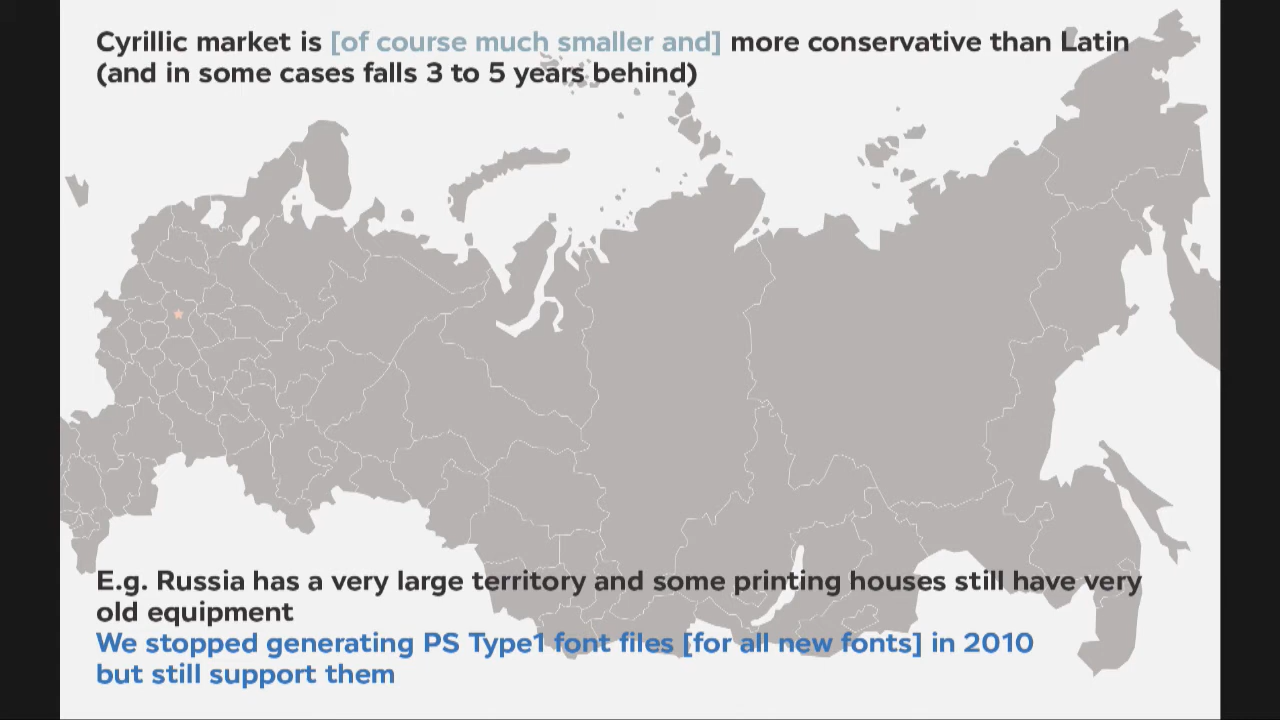 Cyrillic market is [of course much smaller and] more conservative than Latin
(and in some cases falls 3 to 5 years behind)
E.g. Russia has a very large territory and some printing houses still have very
old equipment
We stopped generating PS Type1 font files [for all new fonts] in 2010
but still support them